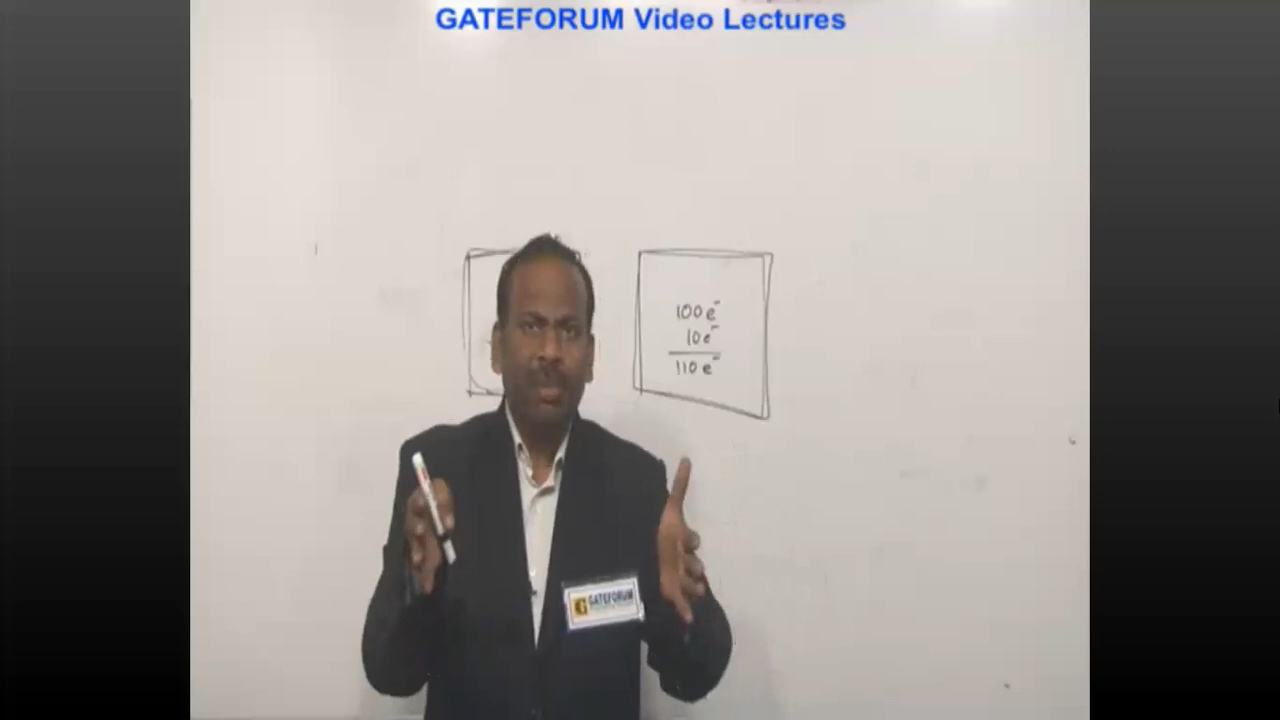 GATEFORUM Video Lectures
100 e⁻
10 e⁻
110 e⁻
GATEFORUM